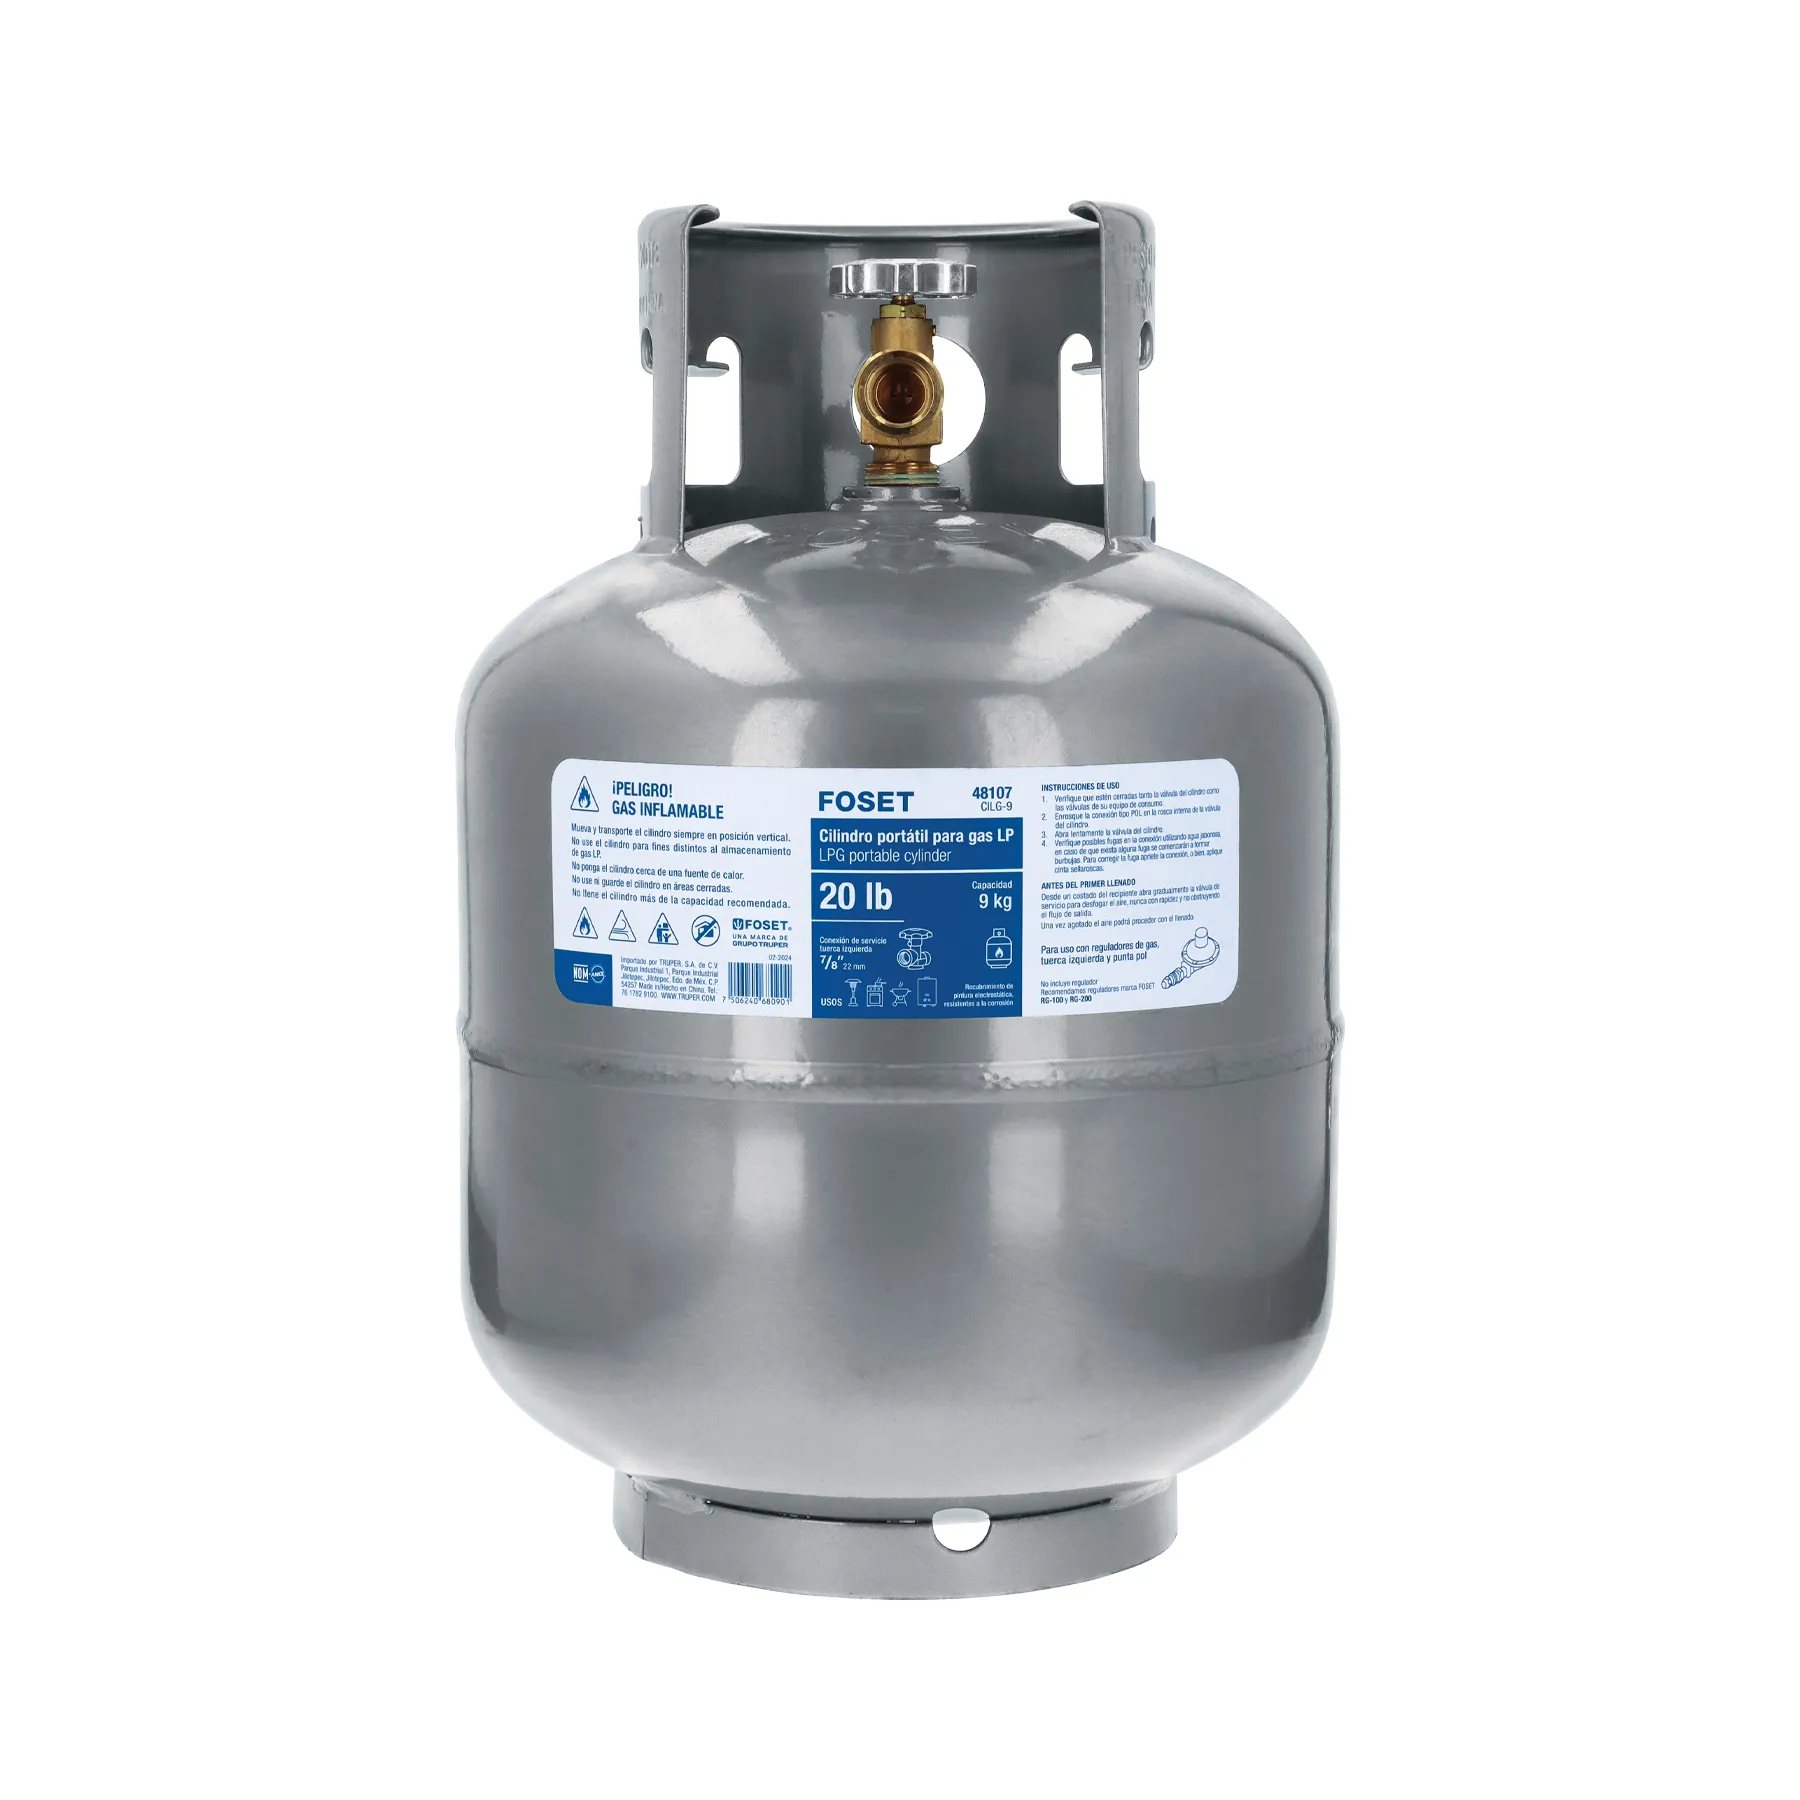 ¡PELIGRO!
GAS INFLAMABLE
Mueva y transporte el cilindro siempre en posición vertical.
No use el cilindro para fines distintos al almacenamiento
de gas LP.
No ponga el cilindro cerca de una fuente de calor.
No use ni guarde el cilindro en áreas cerradas.
No llene el cilindro más de la capacidad recomendada.
FOSET®
UNA MARCA DE
GRUPO TRUPER
02-2024
NOM-ANCE
Importado por TRUPER, S.A. de C.V.
Parque Industrial 1, Parque Industrial
Jilotepec, Jilotepec, Edo. de Méx. C.P.
54257 Made in/Hecho en China. Tel.:
76 1782 9100. WWW.TRUPER.COM
7 506240 680901
FOSET
48107
CILG-9
Cilindro portátil para gas LP
LPG portable cylinder
20 lb
Capacidad
9 kg
Conexión de servicio
tuerca izquierda
7/8" 22 mm
USOS
Recubrimiento de
pintura electrostática,
resistentes a la corrosión
INSTRUCCIONES DE USO
1. Verifique que estén cerradas tanto la válvula del cilindro como
las válvulas de su equipo de consumo.
2. Enrosque la conexión tipo POL en la rosca interna de la válvula
del cilindro.
3. Abra lentamente la válvula del cilindro.
4. Verifique posibles fugas en la conexión utilizando agua jabonosa,
en caso de que exista alguna fuga se comenzarán a formar
burbujas. Para corregir la fuga apriete la conexión, o bien, aplique
cinta sellaroscas.
ANTES DEL PRIMER LLENADO
Desde un costado del recipiente abra gradualmente la válvula de
servicio para desfogar el aire, nunca con rapidez y no obstruyendo
el flujo de salida.
Una vez agotado el aire podrá proceder con el llenado.
Para uso con reguladores de gas,
tuerca izquierda y punta pol
No incluye regulador
Recomendamos reguladores marca FOSET
RG-100 y RG-200